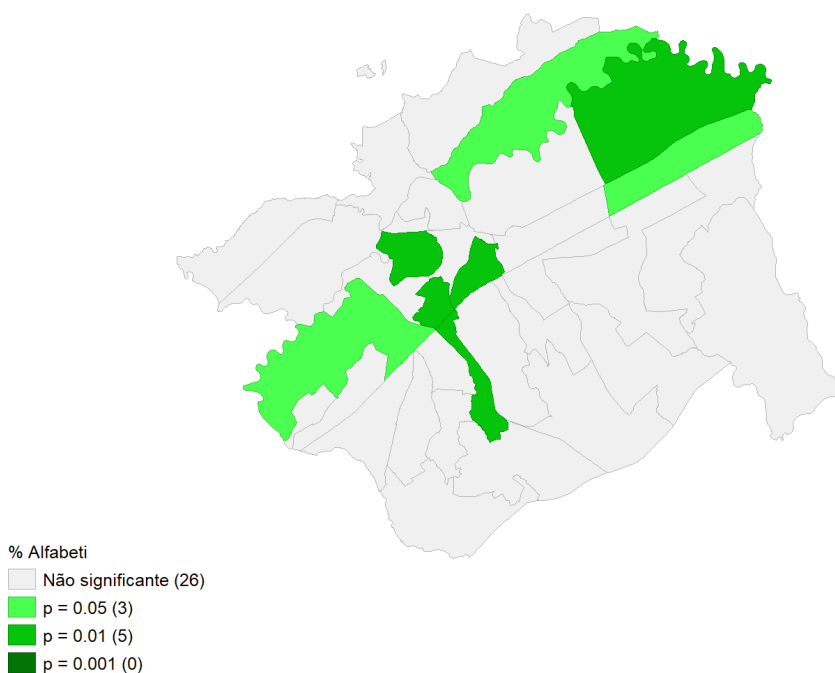 % Alfabeti
Não significante (26)
p = 0.05 (3)
p = 0.01 (5)
p = 0.001 (0)